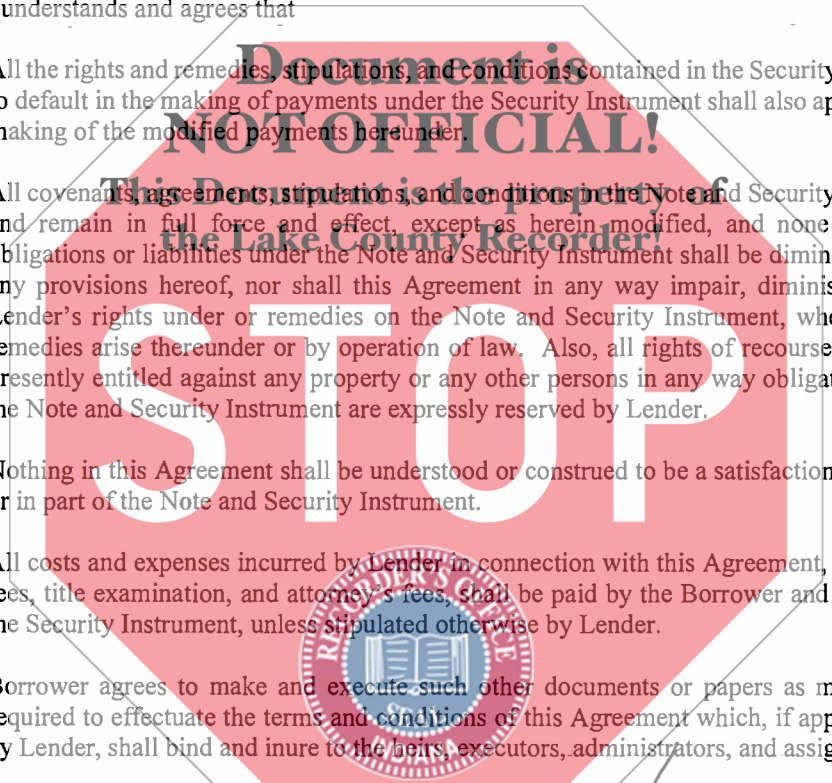 understands and agrees that
Document is
ll the rights and remedies, stipulations, and conditions contained in the Security
o default in the making of payments under the Security Instrument shall also ap
NOT OFFICIAL!
naking of the modified payments hereunder.
This Document is the property of
ll covenants, agreements, stipulations, and conditions in the Note and Security
nd remain in full force and effect, except as herein modified, and none
the Lake County Recorder!
bligations or liabilities under the Note and Security Instrument shall be dimin
ny provisions hereof, nor shall this Agreement in any way impair, diminis
ender's rights under or remedies on the Note and Security Instrument, whe
emedies arise thereunder or by operation of law. Also, all rights of recourse
resently entitled against any property or any other persons in any way obligat
he Note and Security Instrument are expressly reserved by Lender.
STOP
Nothing in this Agreement shall be understood or construed to be a satisfaction
r in part of the Note and Security Instrument.
ll costs and expenses incurred by Lender in connection with this Agreement,
ees, title examination, and attorney's fees, shall be paid by the Borrower and
he Security Instrument, unless stipulated otherwise by Lender.
RECORDER'S OFFICE
SEAL
INDIANA
Borrower agrees to make and execute such other documents or papers as m
equired to effectuate the terms and conditions of this Agreement which, if app
y Lender, shall bind and inure to the heirs, executors, administrators, and assig